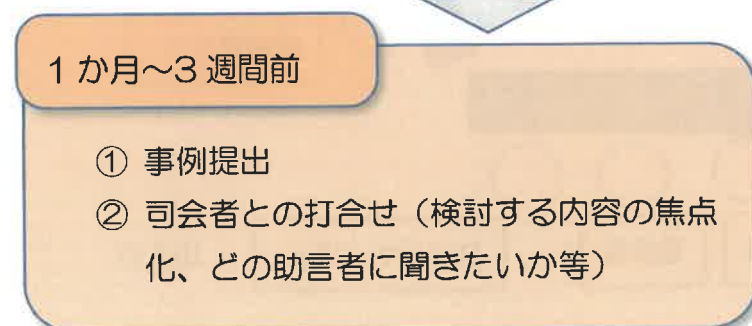 1か月～3週間前
① 事例提出
② 司会者との打合せ（検討する内容の焦点
化、どの助言者に聞きたいか等）